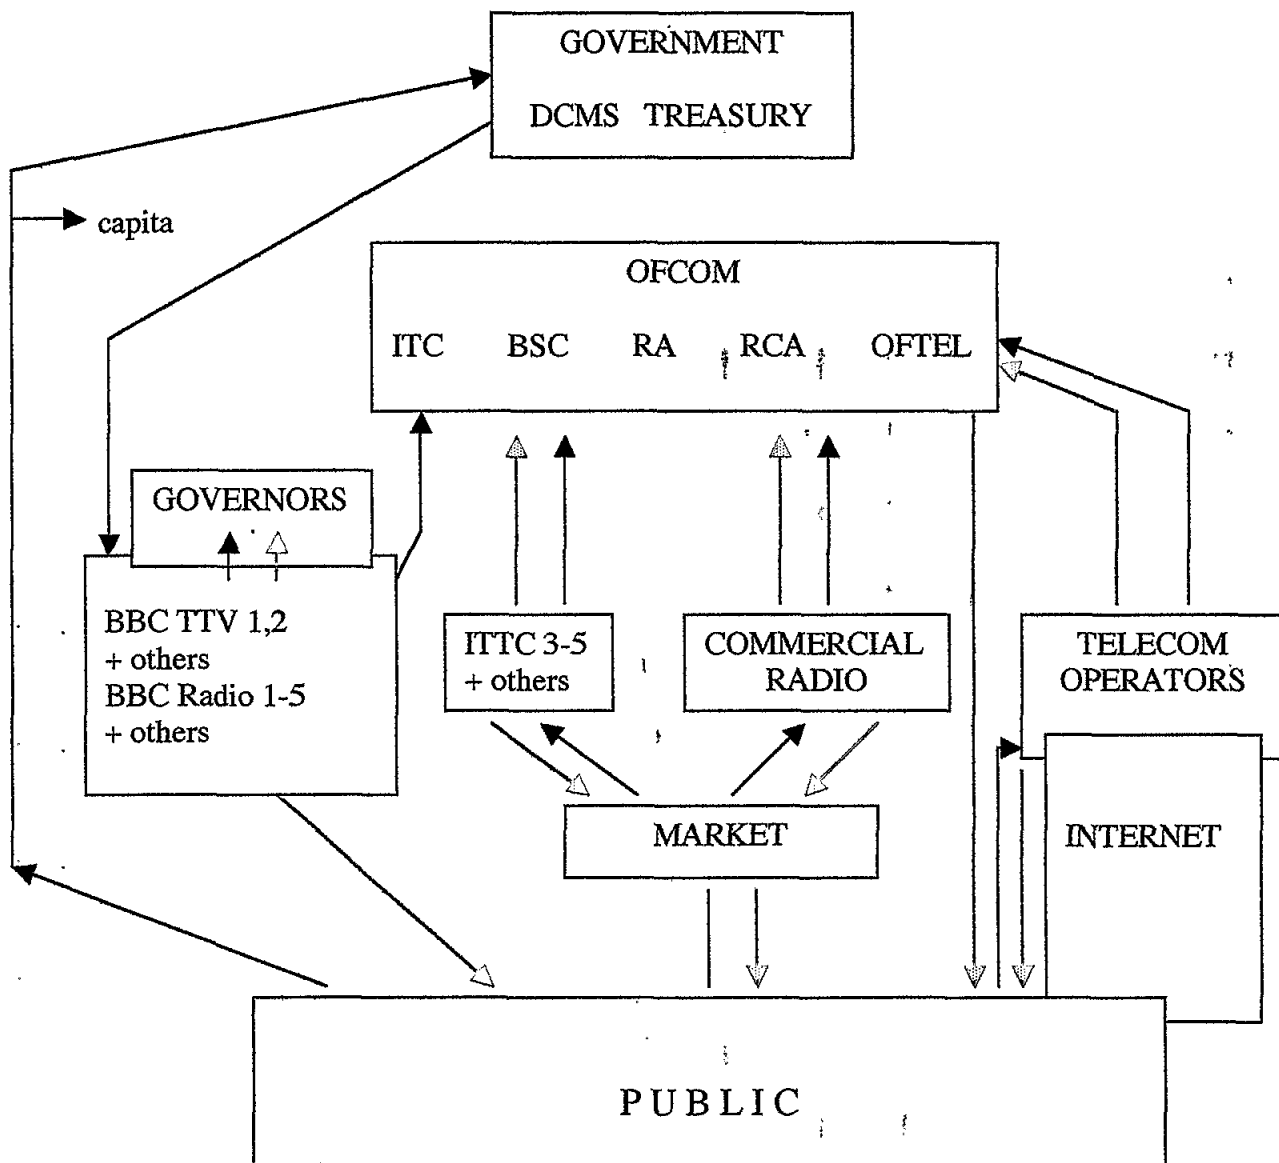 GOVERNMENT
DCMS TREASURY
capita
OFCOM
ITC BSC RA RCA OFTEL
GOVERNORS
BBC TTV 1,2
+ others
BBC Radio 1-5
+ others
ITTC 3-5
+ others
COMMERCIAL
RADIO
TELECOM
OPERATORS
MARKET
INTERNET
PUBLIC